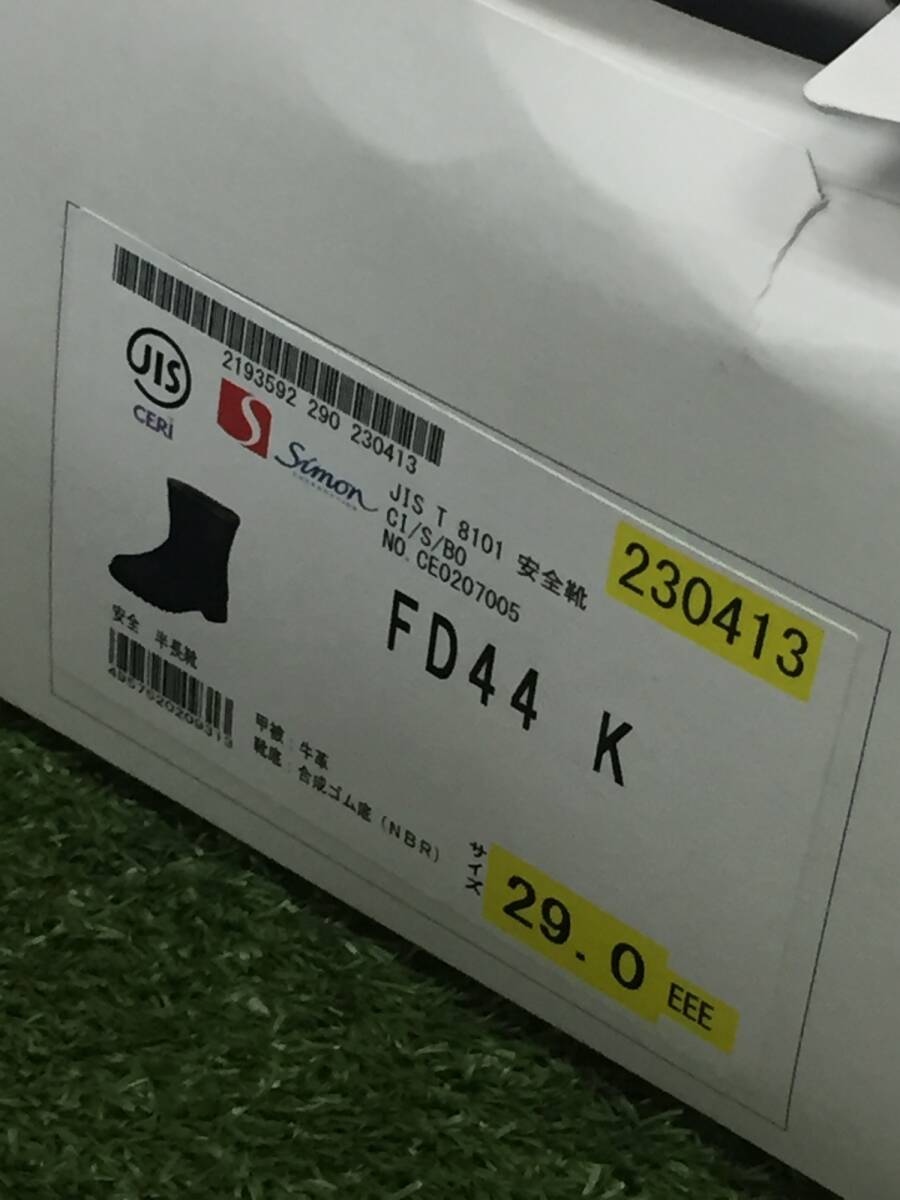 2193592 290 230413
JIS
CERI
S
Simon
JIS T 8101 安全靴
CI/S/BO
NO.CE0207005
230413
FD44 K
安全 半長靴
甲被:牛革
靴底:合成ゴム底(NBR)
サイズ
29.0 EEE